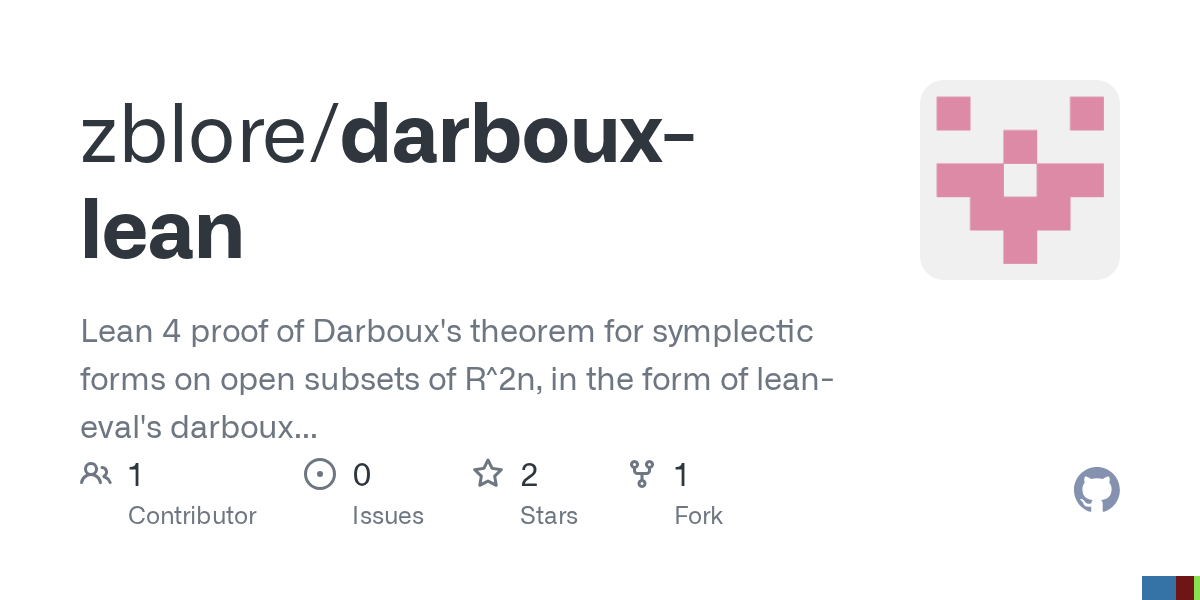 zblore/darboux-
lean
Lean 4 proof of Darboux's theorem for symplectic
forms on open subsets of R^2n, in the form of lean-
eval's darboux...
1 0 2 1
Contributor Issues Stars Fork